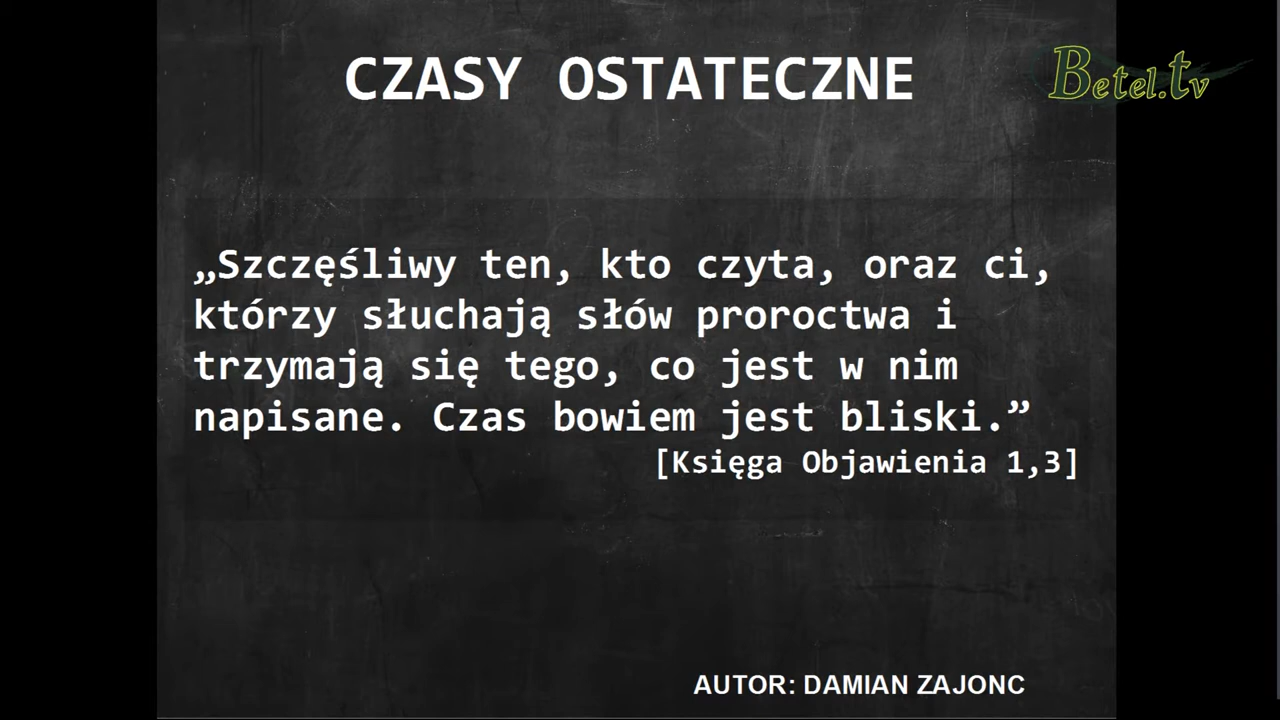 CZASY OSTATECZNE
Betel.tv
„Szczęśliwy ten, kto czyta, oraz ci,
którzy słuchają słów proroctwa i
trzymają się tego, co jest w nim
napisane. Czas bowiem jest bliski.”
[Księga Objawienia 1,3]
AUTOR: DAMIAN ZAJONC